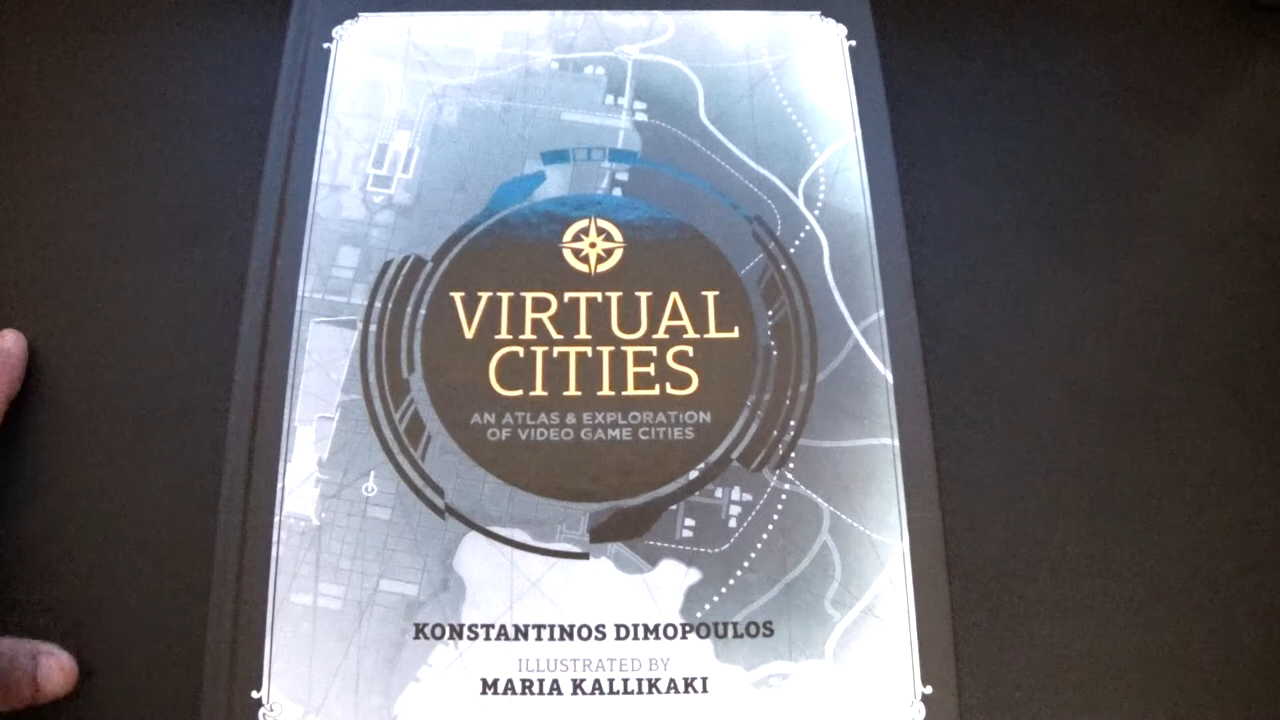 VIRTUAL
CITIES
AN ATLAS & EXPLORATION
OF VIDEO GAME CITIES
KONSTANTINOS DIMOPOULOS
ILLUSTRATED BY
MARIA KALLIKAKI